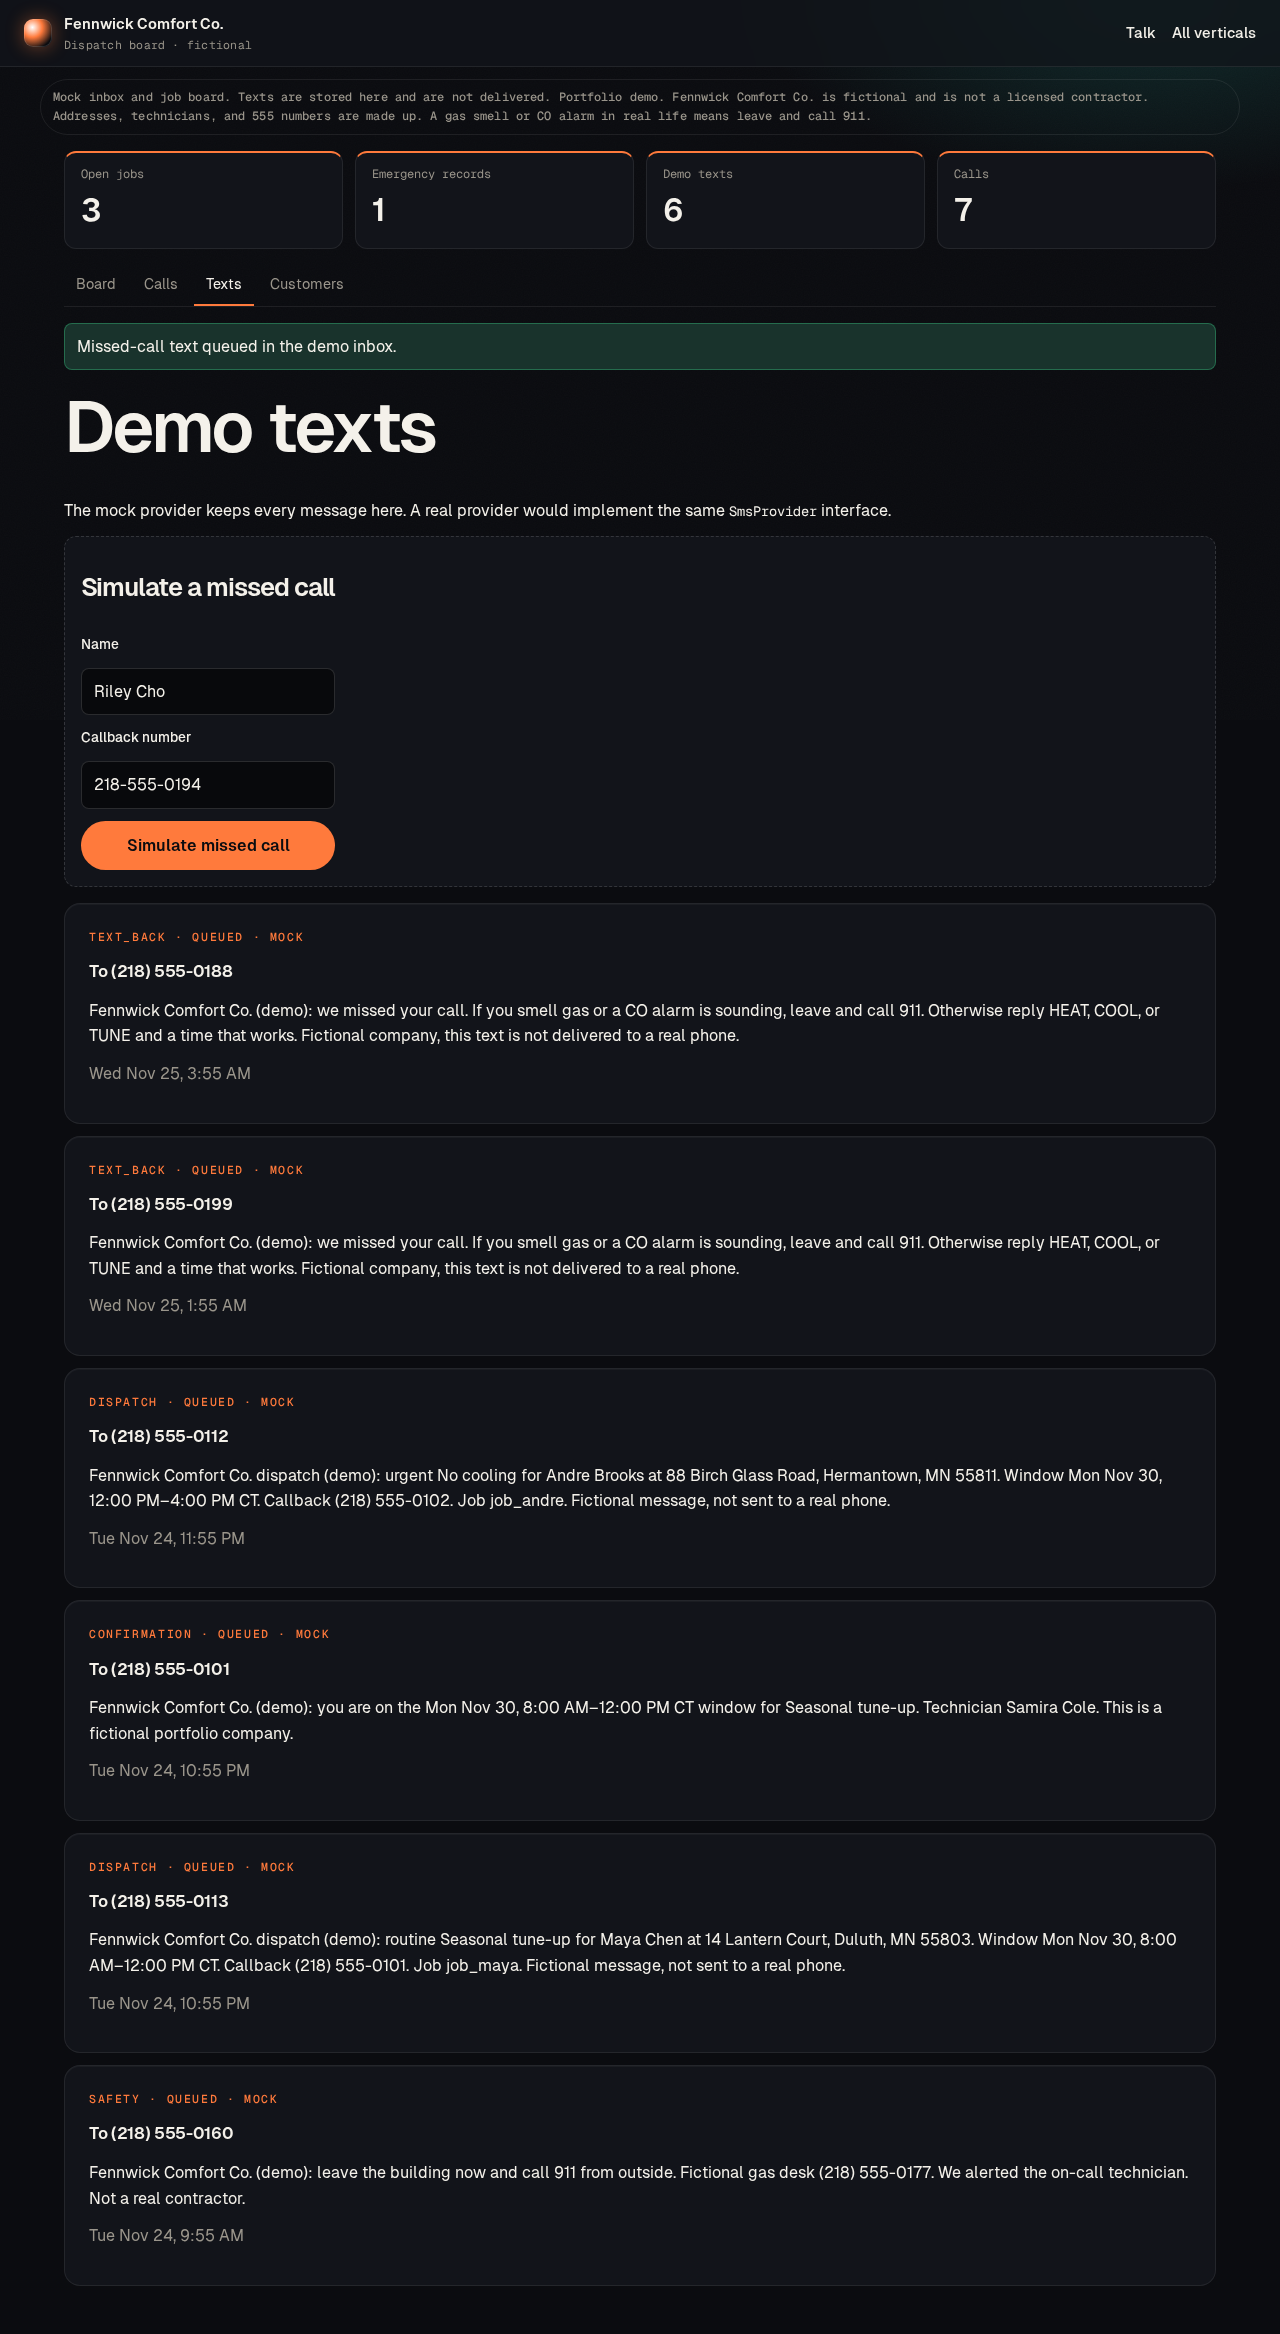 Fennwick Comfort Co.
Dispatch board · fictional
Talk
All verticals
Mock inbox and job board. Texts are stored here and are not delivered. Portfolio demo. Fennwick Comfort Co. is fictional and is not a licensed contractor.
Addresses, technicians, and 555 numbers are made up. A gas smell or CO alarm in real life means leave and call 911.
Open jobs
3
Emergency records
1
Demo texts
6
Calls
7
Board
Calls
Texts
Customers
Missed-call text queued in the demo inbox.
Demo texts
The mock provider keeps every message here. A real provider would implement the same SmsProvider interface.
Simulate a missed call
Name
Riley Cho
Callback number
218-555-0194
Simulate missed call
TEXT_BACK · QUEUED · MOCK
To (218) 555-0188
Fennwick Comfort Co. (demo): we missed your call. If you smell gas or a CO alarm is sounding, leave and call 911. Otherwise reply HEAT, COOL, or
TUNE and a time that works. Fictional company, this text is not delivered to a real phone.
Wed Nov 25, 3:55 AM
TEXT_BACK · QUEUED · MOCK
To (218) 555-0199
Fennwick Comfort Co. (demo): we missed your call. If you smell gas or a CO alarm is sounding, leave and call 911. Otherwise reply HEAT, COOL, or
TUNE and a time that works. Fictional company, this text is not delivered to a real phone.
Wed Nov 25, 1:55 AM
DISPATCH · QUEUED · MOCK
To (218) 555-0112
Fennwick Comfort Co. dispatch (demo): urgent No cooling for Andre Brooks at 88 Birch Glass Road, Hermantown, MN 55811. Window Mon Nov 30,
12:00 PM–4:00 PM CT. Callback (218) 555-0102. Job job_andre. Fictional message, not sent to a real phone.
Tue Nov 24, 11:55 PM
CONFIRMATION · QUEUED · MOCK
To (218) 555-0101
Fennwick Comfort Co. (demo): you are on the Mon Nov 30, 8:00 AM–12:00 PM CT window for Seasonal tune-up. Technician Samira Cole. This is a
fictional portfolio company.
Tue Nov 24, 10:55 PM
DISPATCH · QUEUED · MOCK
To (218) 555-0113
Fennwick Comfort Co. dispatch (demo): routine Seasonal tune-up for Maya Chen at 14 Lantern Court, Duluth, MN 55803. Window Mon Nov 30, 8:00
AM–12:00 PM CT. Callback (218) 555-0101. Job job_maya. Fictional message, not sent to a real phone.
Tue Nov 24, 10:55 PM
SAFETY · QUEUED · MOCK
To (218) 555-0160
Fennwick Comfort Co. (demo): leave the building now and call 911 from outside. Fictional gas desk (218) 555-0177. We alerted the on-call technician.
Not a real contractor.
Tue Nov 24, 9:55 AM